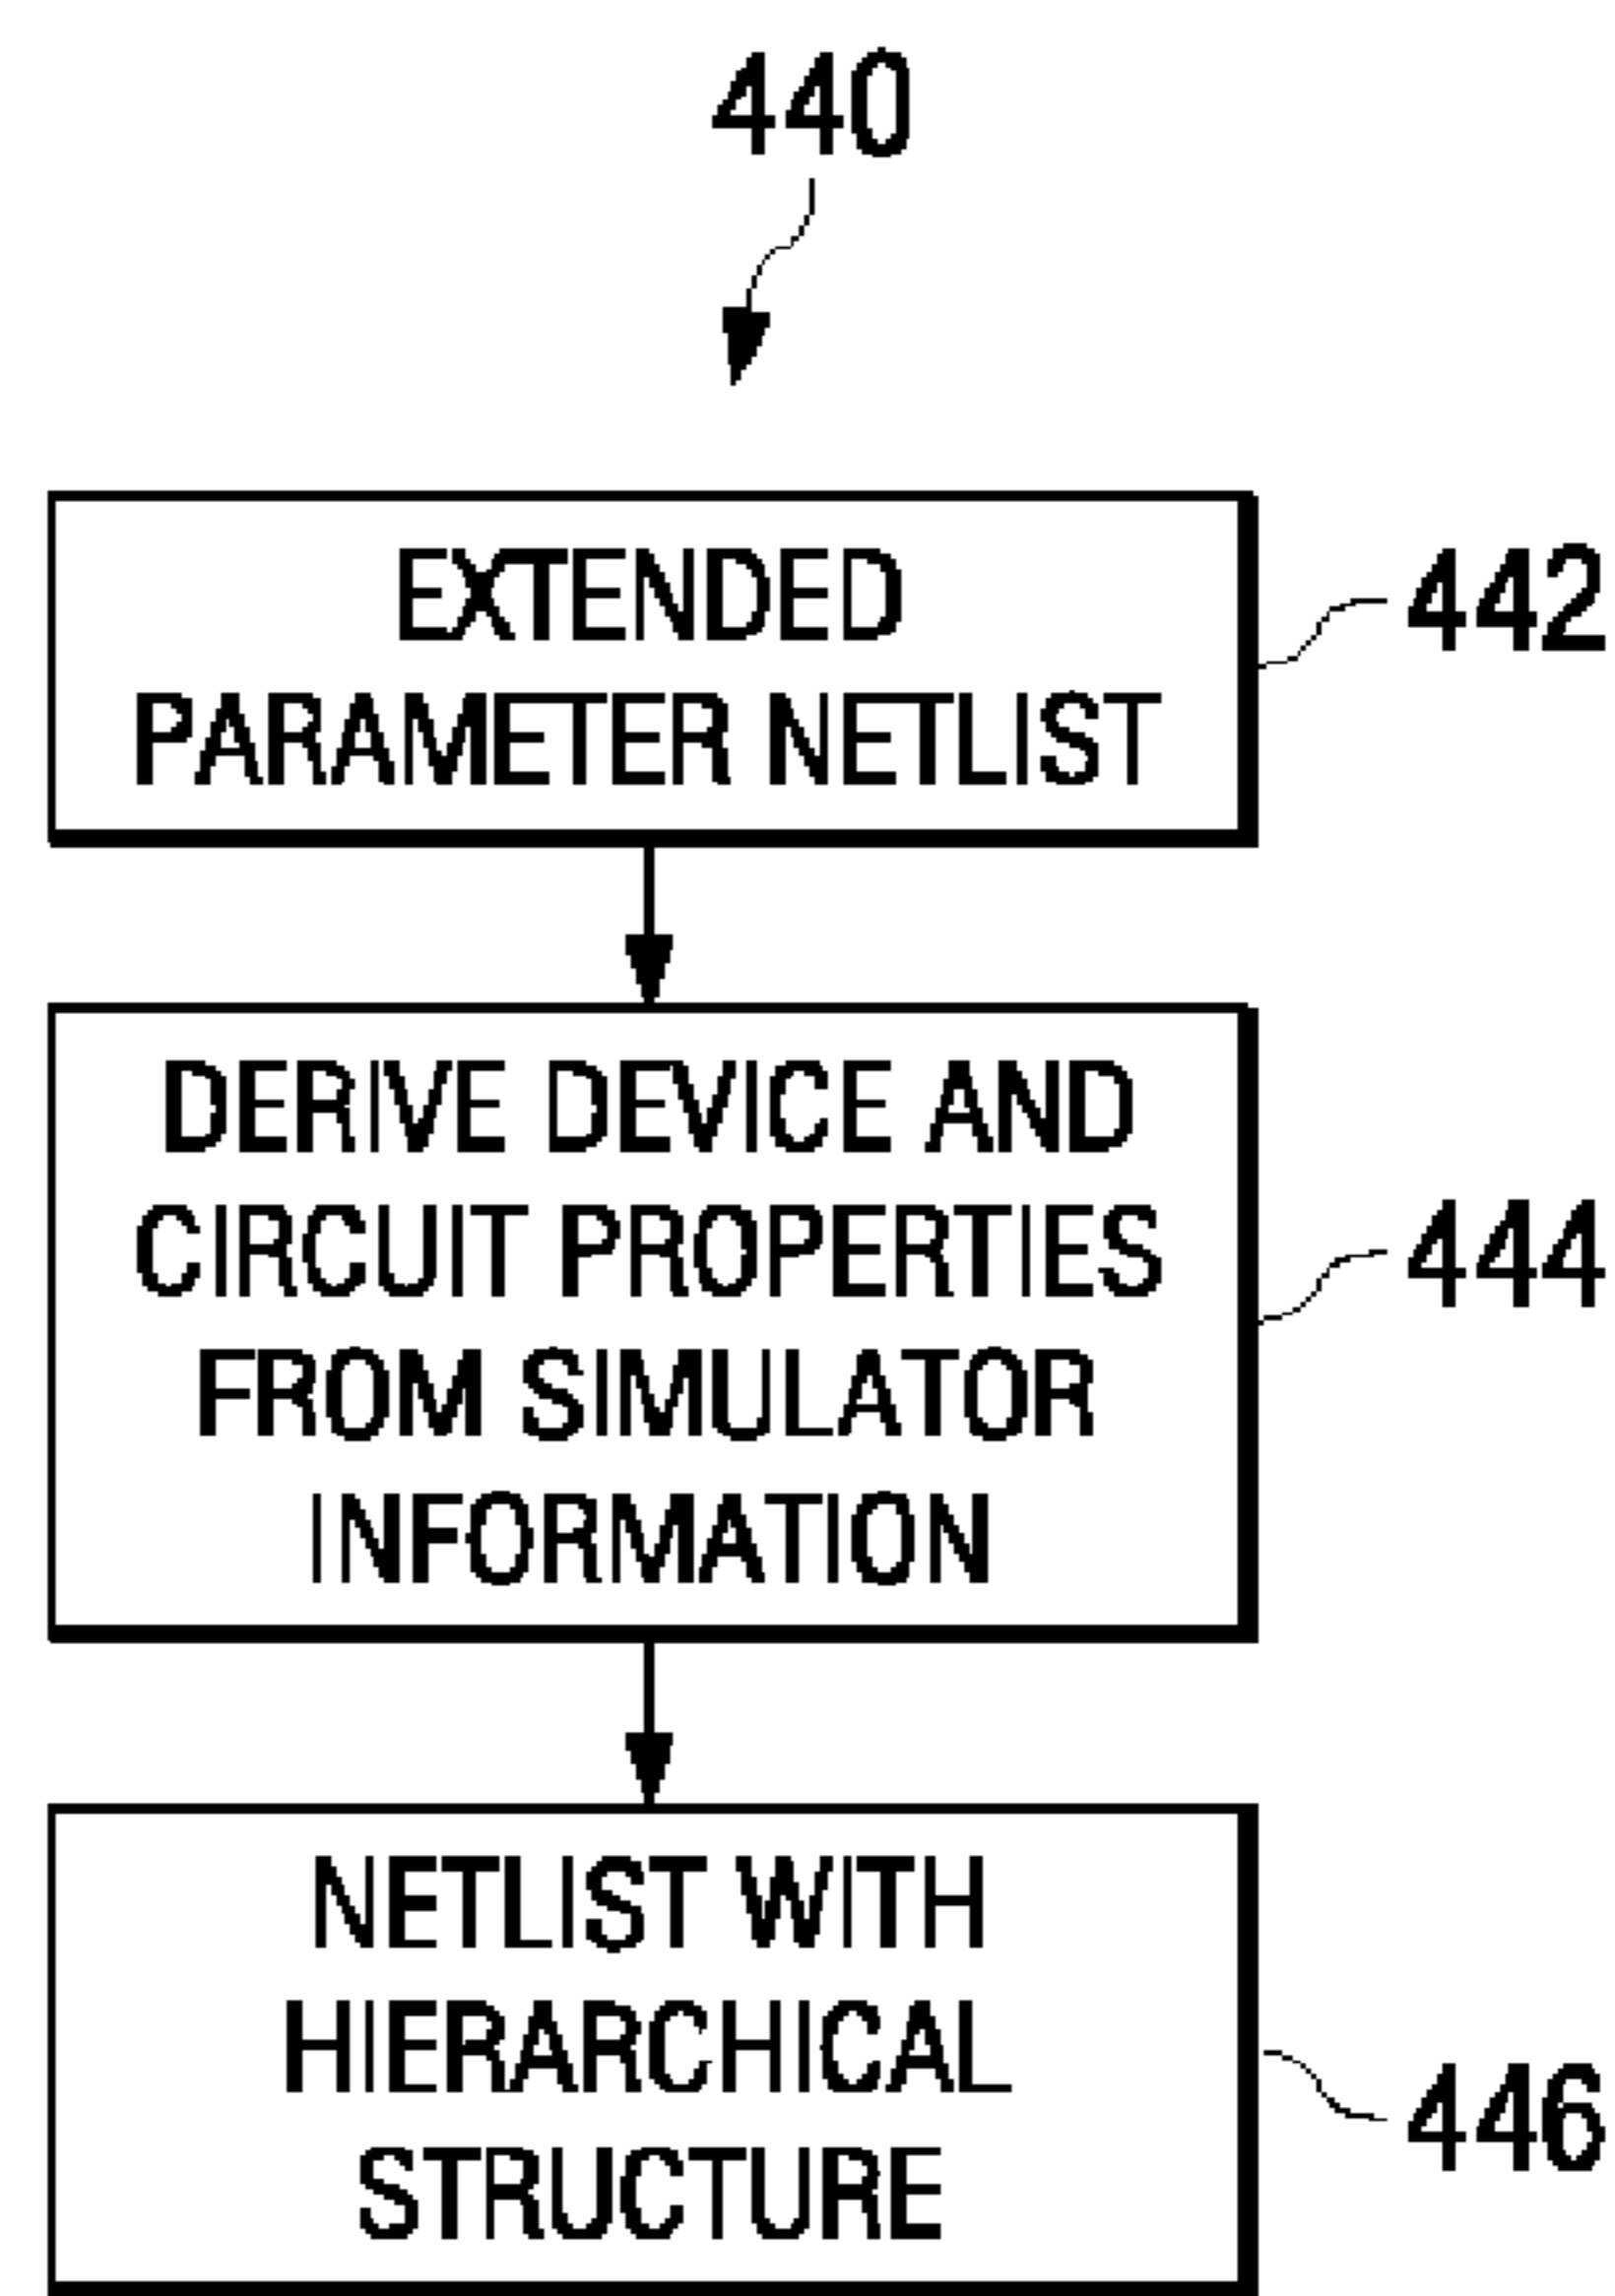 440
EXTENDED
PARAMETER NETLIST
442
DERIVE DEVICE AND
CIRCUIT PROPERTIES
FROM SIMULATOR
INFORMATION
444
NETLIST WITH
HIERARCHICAL
STRUCTURE
446